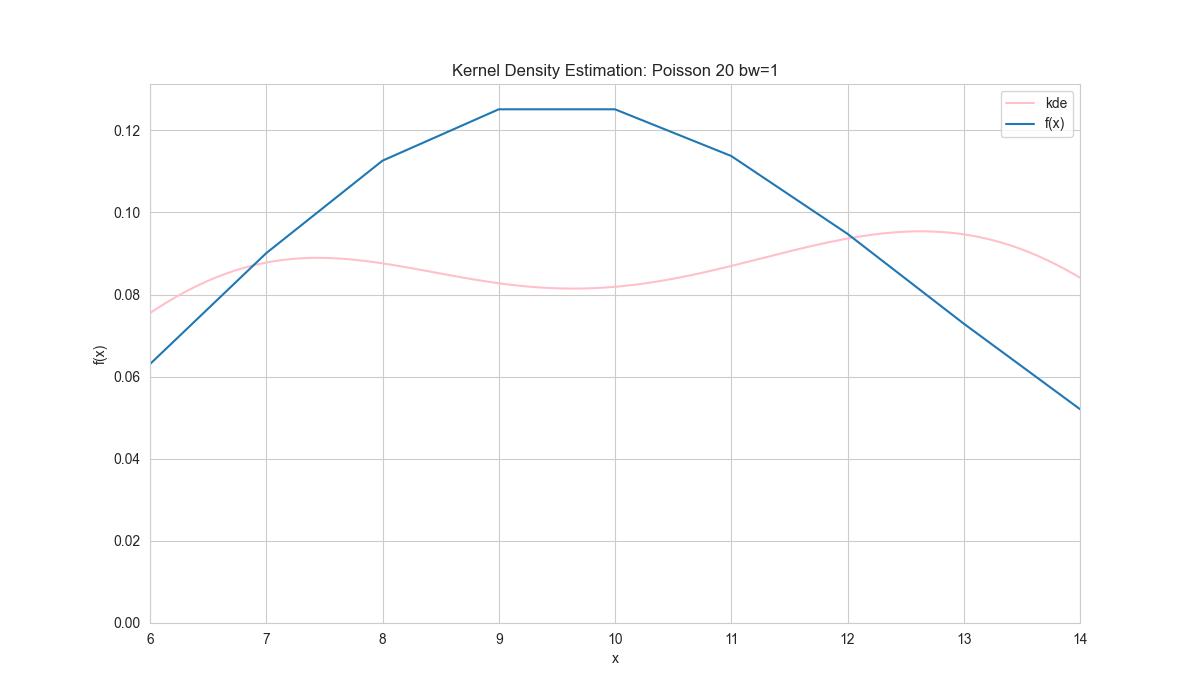 Kernel Density Estimation: Poisson 20 bw=1
kde
f(x)
0.12
0.10
0.08
0.06
0.04
0.02
0.00
f(x)
6 7 8 9 10 11 12 13 14
x